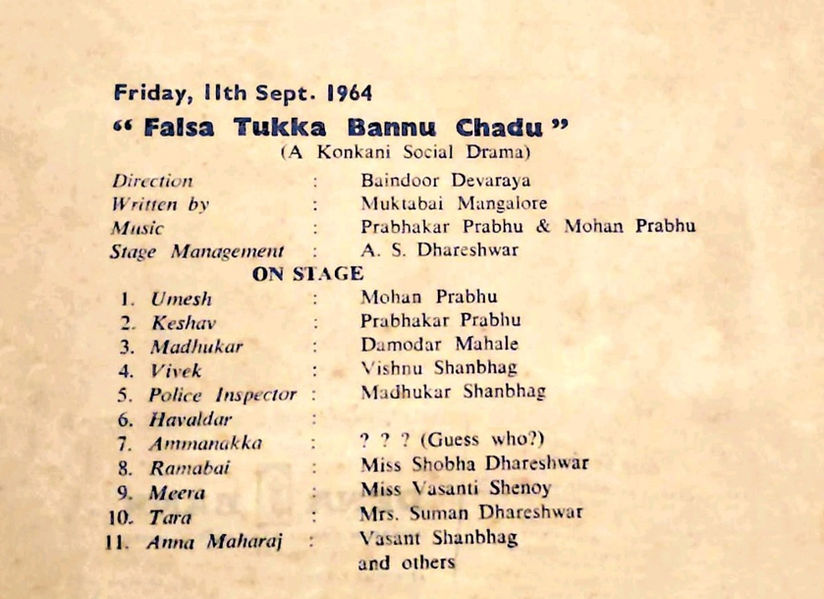 Friday, 11th Sept. 1964
“ Falsa Tukka Bannu Chadu ”
(A Konkani Social Drama)
Direction : Baindoor Devaraya
Written by : Muktabai Mangalore
Music : Prabhakar Prabhu & Mohan Prabhu
Stage Management : A. S. Dhareshwar
ON STAGE
1. Umesh : Mohan Prabhu
2. Keshav : Prabhakar Prabhu
3. Madhukar : Damodar Mahale
4. Vivek : Vishnu Shanbhag
5. Police Inspector : Madhukar Shanbhag
6. Havaldar :
7. Ammanakka : ? ? ? (Guess who?)
8. Ramabai : Miss Shobha Dhareshwar
9. Meera : Miss Vasanti Shenoy
10. Tara : Mrs. Suman Dhareshwar
11. Anna Maharaj : Vasant Shanbhag
and others